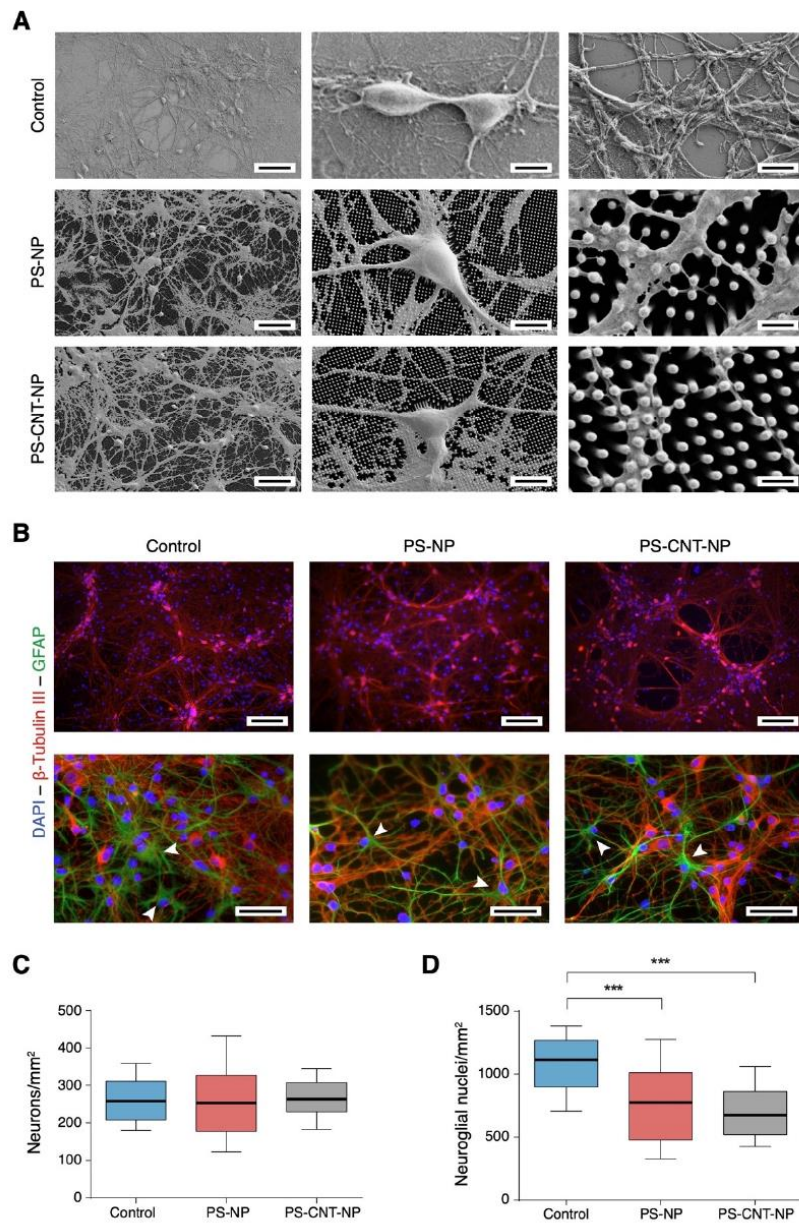 A
Control
PS-NP
PS-CNT-NP
B
Control PS-NP PS-CNT-NP
DAPI – β-Tubulin III – GFAP
C
Neurons/mm²
500
400
300
200
100
0
Control PS-NP PS-CNT-NP
D
***
***
Neuroglial nuclei/mm²
1500
1000
500
0
Control PS-NP PS-CNT-NP